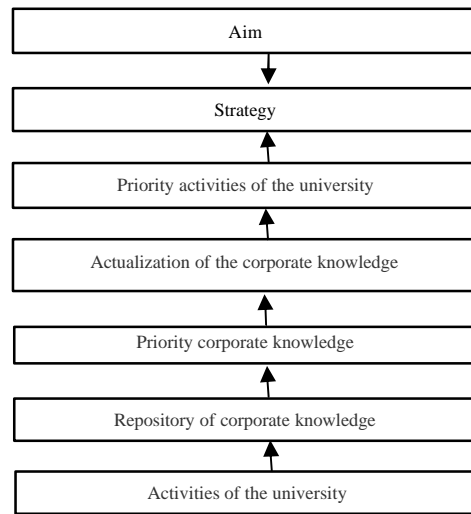 Aim
Strategy
Priority activities of the university
Actualization of the corporate knowledge
Priority corporate knowledge
Repository of corporate knowledge
Activities of the university